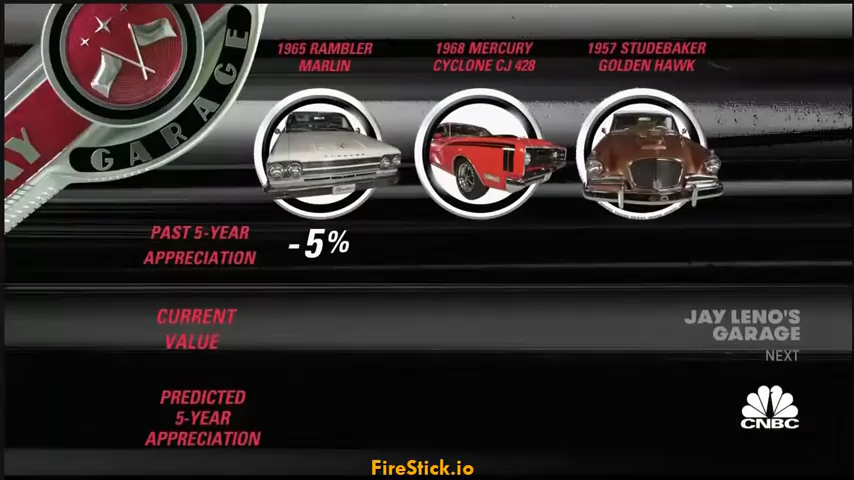 AY
GARAGE
1965 RAMBLER
MARLIN
1968 MERCURY
CYCLONE CJ 428
1957 STUDEBAKER
GOLDEN HAWK
PAST 5-YEAR
APPRECIATION
-5%
CURRENT
VALUE
PREDICTED
5-YEAR
APPRECIATION
JAY LENO'S
GARAGE
NEXT
CNBC
FireStick.io